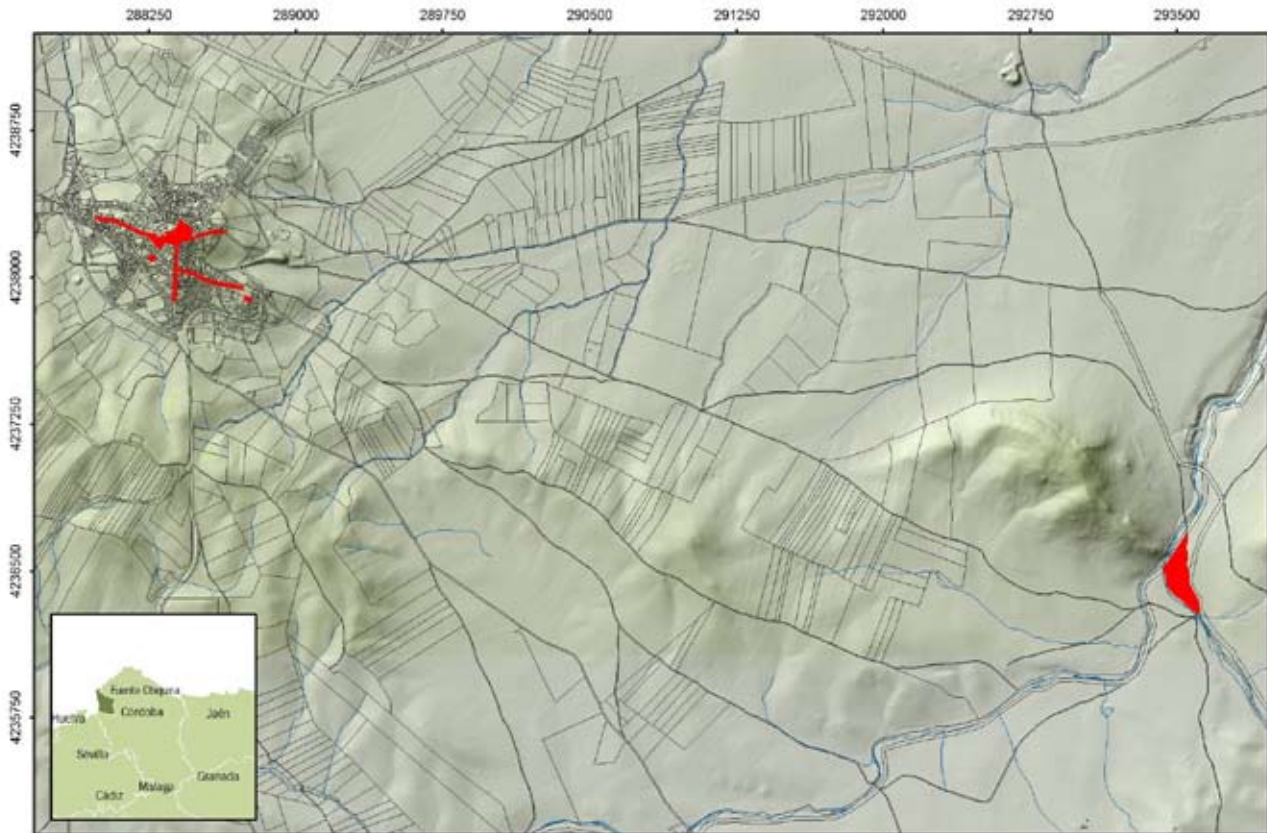 288250 289000 289750 290500 291250 292000 292750 293500
4238750
4238000
4237250
4236500
4235750
Fuente Obejuna
Huelva Córdoba Jaén
Sevilla
Granada
Málaga
Cádiz